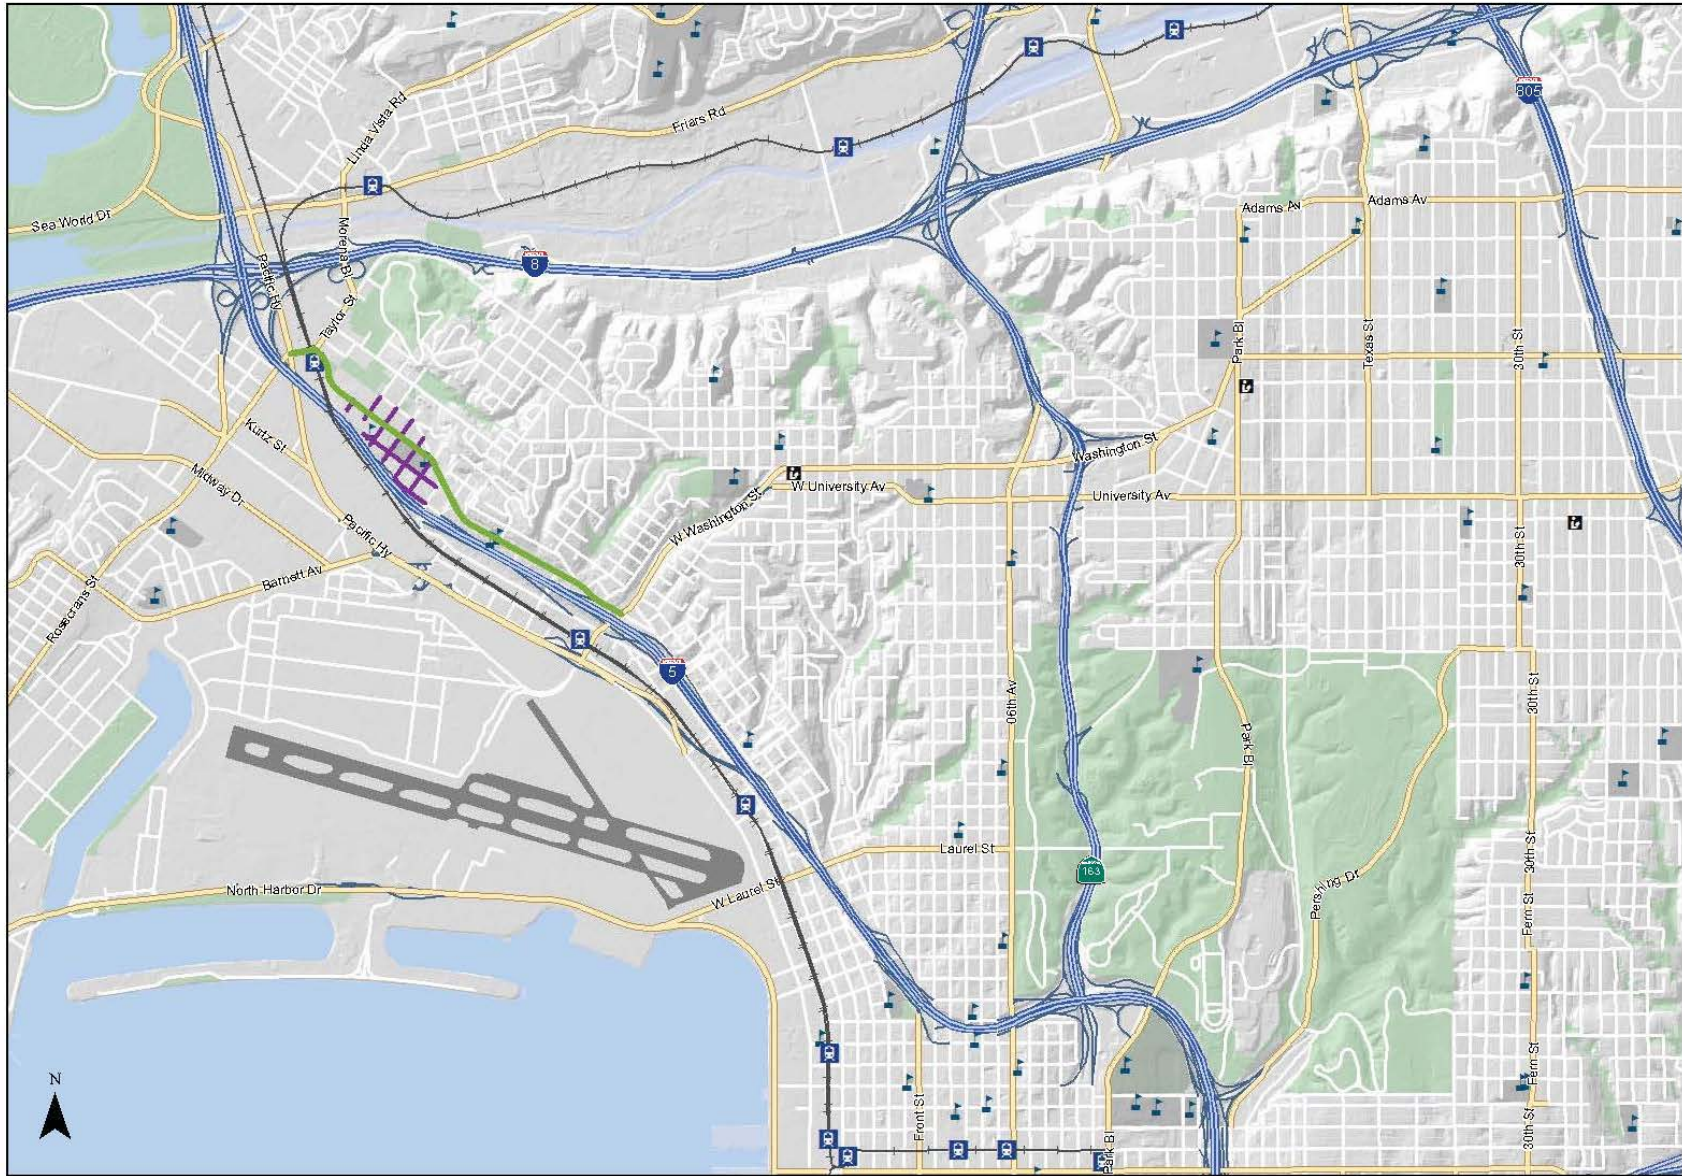 805
Linda Vista Rd
Friars Rd
Sea World Dr
Morena Bl
Adams Av
Adams Av
8
Pacific Hy
Taylor St
Park Bl
Texas St
30th St
Kurtz St
Midway Dr
Washington St
W University Av
University Av
W Washington St
Pacific Hy
Barnett Av
Rosecrans St
30th St
5
06th Av
30th St
Park Bl
Laurel St
163
W Laurel St
North Harbor Dr
Pershing Dr
30th St
Fern St
N
Front St
Park Bl
Fern St
30th St